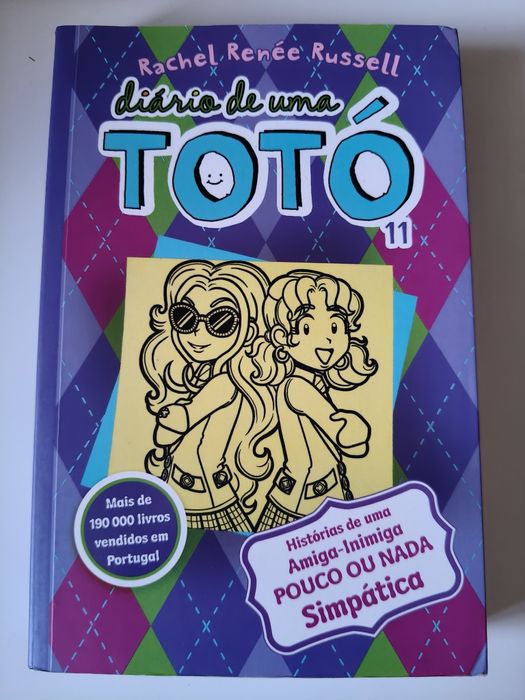 Rachel Renée Russell
diário de uma
TOTÓ
11
Mais de
190 000 livros
vendidos em
Portugal
Histórias de uma
Amiga-Inimiga
POUCO OU NADA
Simpática